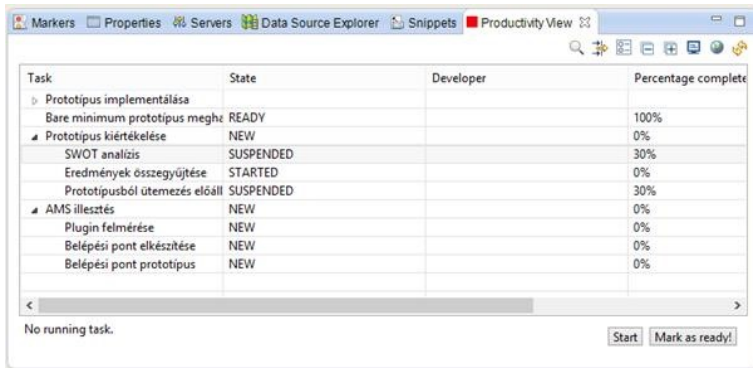 Markers Properties Servers Data Source Explorer Snippets Productivity View
Task State Developer Percentage complete
Prototípus implementálása
Bare minimum prototípus megha READY 100%
Prototípus kiértékelése NEW 0%
SWOT analízis SUSPENDED 30%
Eredmények összegyűjtése STARTED 0%
Prototípusból ütemezés előáll SUSPENDED 30%
AMS illesztés NEW 0%
Plugin felmérése NEW 0%
Belépési pont elkészítése NEW 0%
Belépési pont prototípus NEW 0%
No running task. Start Mark as ready!